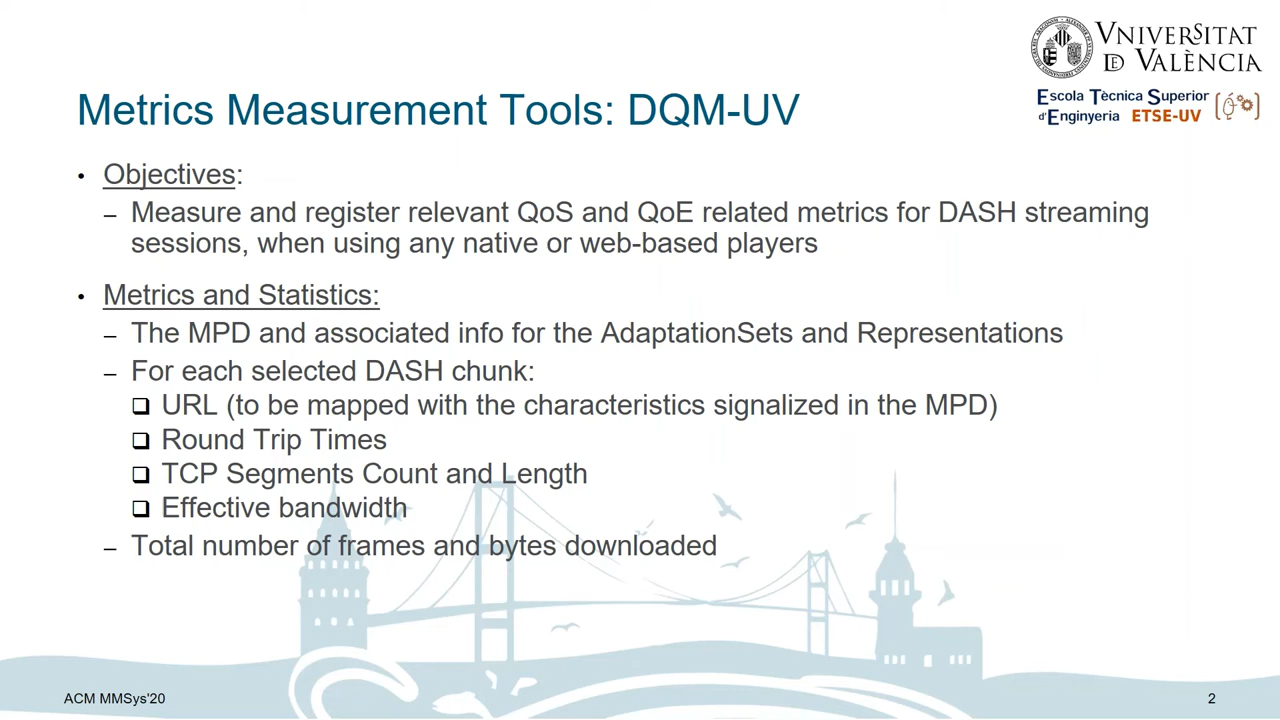 VNIVERSITAT
DE VALÈNCIA
Escola Tècnica Superior
d'Enginyeria ETSE-UV
Metrics Measurement Tools: DQM-UV
• Objectives:
– Measure and register relevant QoS and QoE related metrics for DASH streaming
sessions, when using any native or web-based players
• Metrics and Statistics:
– The MPD and associated info for the AdaptationSets and Representations
– For each selected DASH chunk:
❑ URL (to be mapped with the characteristics signalized in the MPD)
❑ Round Trip Times
❑ TCP Segments Count and Length
❑ Effective bandwidth
– Total number of frames and bytes downloaded
ACM MMSys'20
2